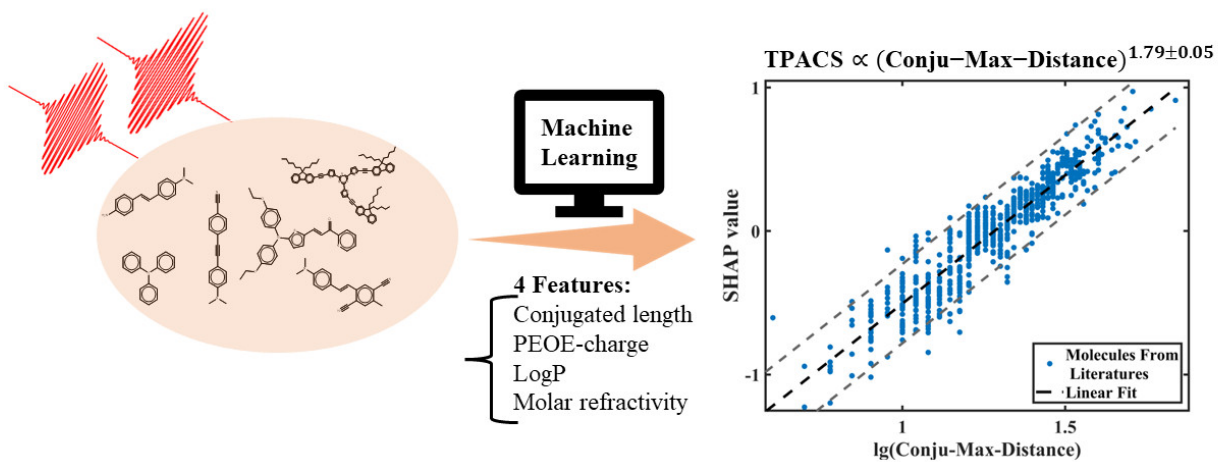 Machine
Learning
4 Features:
Conjugated length
PEOE-charge
LogP
Molar refractivity
TPACS ∝ (Conju−Max−Distance)^1.79±0.05
SHAP value
1
0
-1
1
1.5
lg(Conju-Max-Distance)
Molecules From
Literatures
Linear Fit